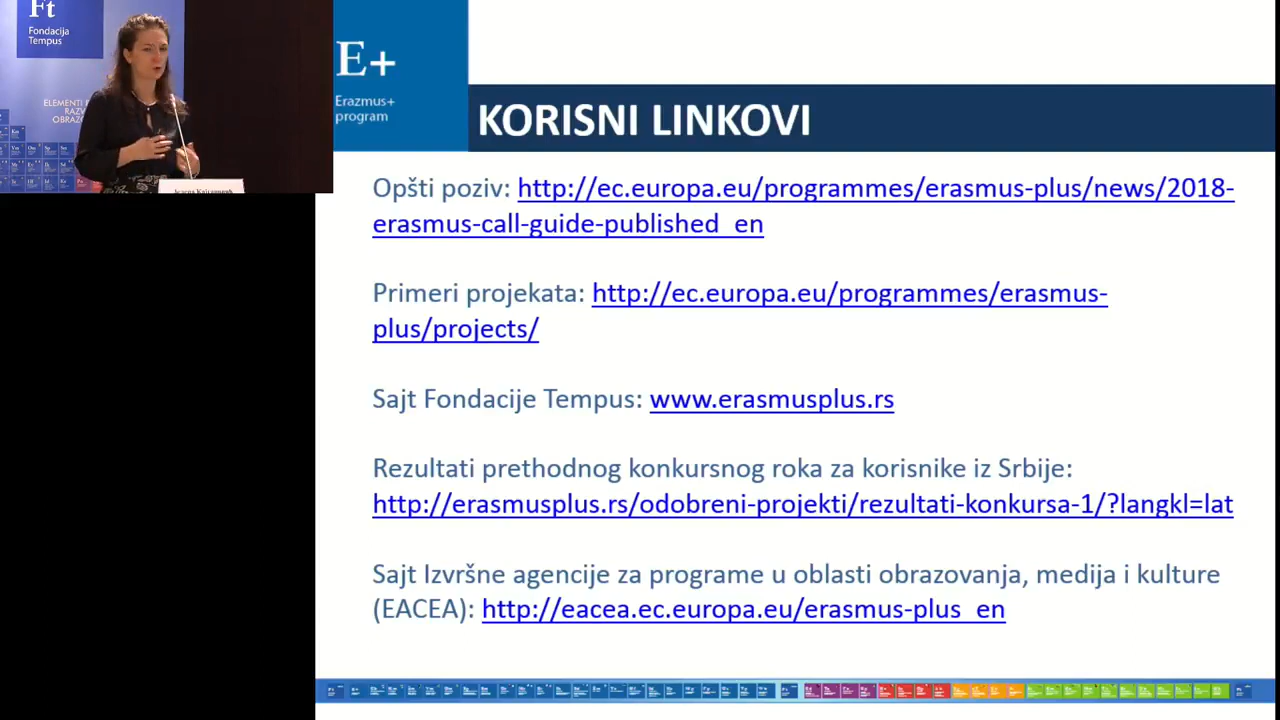 Ft
Fondacija
Tempus
E+
Erazmus+
program
KORISNI LINKOVI
Opšti poziv: http://ec.europa.eu/programmes/erasmus-plus/news/2018-
erasmus-call-guide-published_en
Primeri projekata: http://ec.europa.eu/programmes/erasmus-
plus/projects/
Sajt Fondacije Tempus: www.erasmusplus.rs
Rezultati prethodnog konkursnog roka za korisnike iz Srbije:
http://erasmusplus.rs/odobreni-projekti/rezultati-konkursa-1/?langkl=lat
Sajt Izvršne agencije za programe u oblasti obrazovanja, medija i kulture
(EACEA): http://eacea.ec.europa.eu/erasmus-plus_en